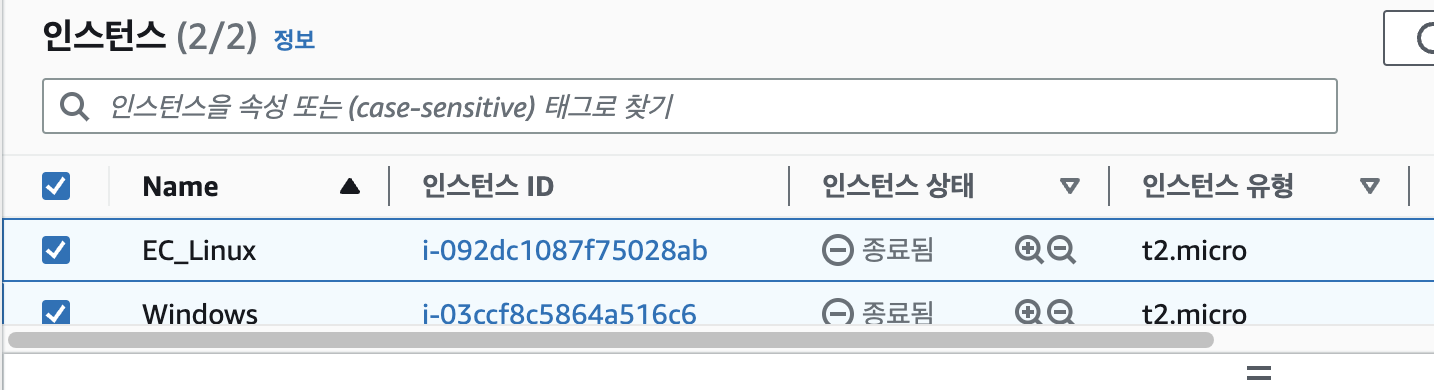 인스턴스 (2/2) 정보
인스턴스을 속성 또는 (case-sensitive) 태그로 찾기
Name 인스턴스 ID 인스턴스 상태 인스턴스 유형
EC_Linux i-092dc1087f75028ab 종료됨 t2.micro
Windows i-03ccf8c5864a516c6 종료됨 t2.micro